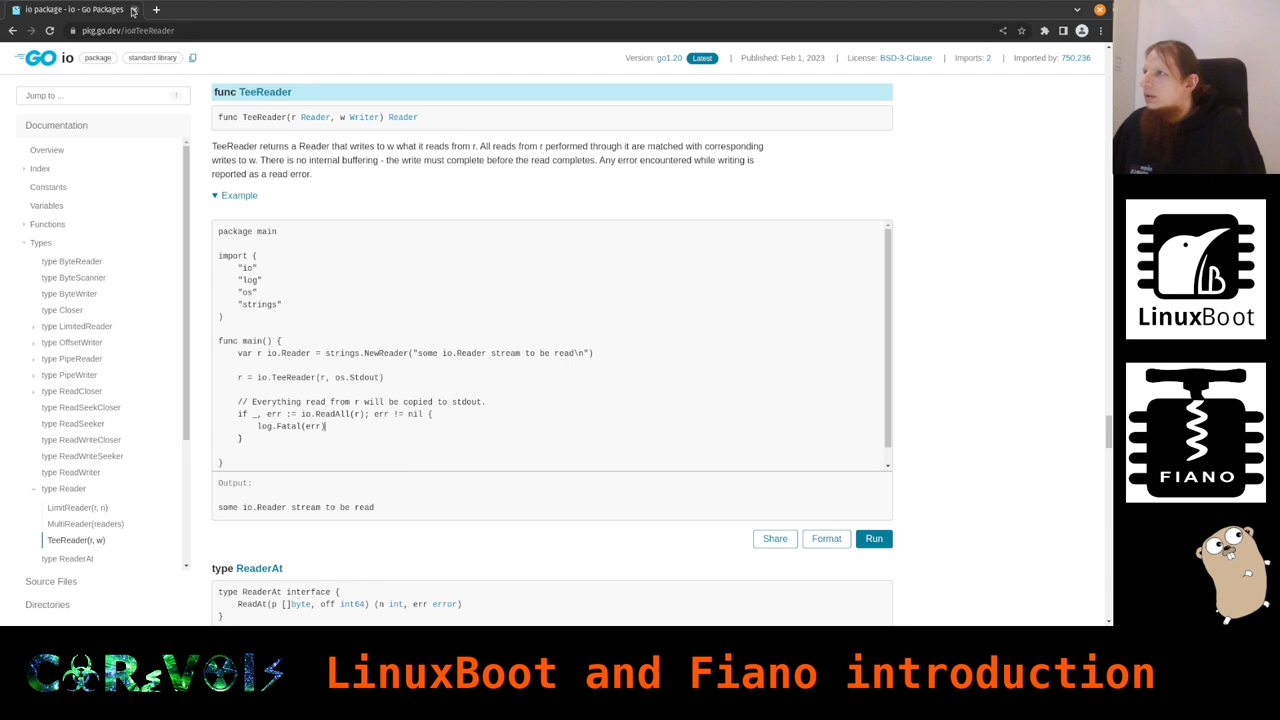 io package - io - Go Packages
pkg.go.dev/io#TeeReader
GO io package standard library
Version: go1.20 Latest | Published: Feb 1, 2023 | License: BSD-3-Clause | Imports: 2 | Imported by: 750,236
Jump to ... f
Documentation
Overview
Index
Constants
Variables
Functions
Types
type ByteReader
type ByteScanner
type ByteWriter
type Closer
type LimitedReader
type OffsetWriter
type PipeReader
type PipeWriter
type ReadCloser
type ReadSeekCloser
type ReadSeeker
type ReadWriteCloser
type ReadWriteSeeker
type ReadWriter
type Reader
LimitReader(r, n)
MultiReader(readers)
TeeReader(r, w)
type ReaderAt
Source Files
Directories
func TeeReader
func TeeReader(r Reader, w Writer) Reader
TeeReader returns a Reader that writes to w what it reads from r. All reads from r performed through it are matched with corresponding
writes to w. There is no internal buffering - the write must complete before the read completes. Any error encountered while writing is
reported as a read error.
Example
package main
import (
"io"
"log"
"os"
"strings"
)
func main() {
var r io.Reader = strings.NewReader("some io.Reader stream to be read\n")
r = io.TeeReader(r, os.Stdout)
// Everything read from r will be copied to stdout.
if _, err := io.ReadAll(r); err != nil {
log.Fatal(err)
}
}
Output:
some io.Reader stream to be read
Share Format Run
type ReaderAt
type ReaderAt interface {
ReadAt(p []byte, off int64) (n int, err error)
}
LB
LinuxBoot
FIANO
LinuxBoot and Fiano introduction